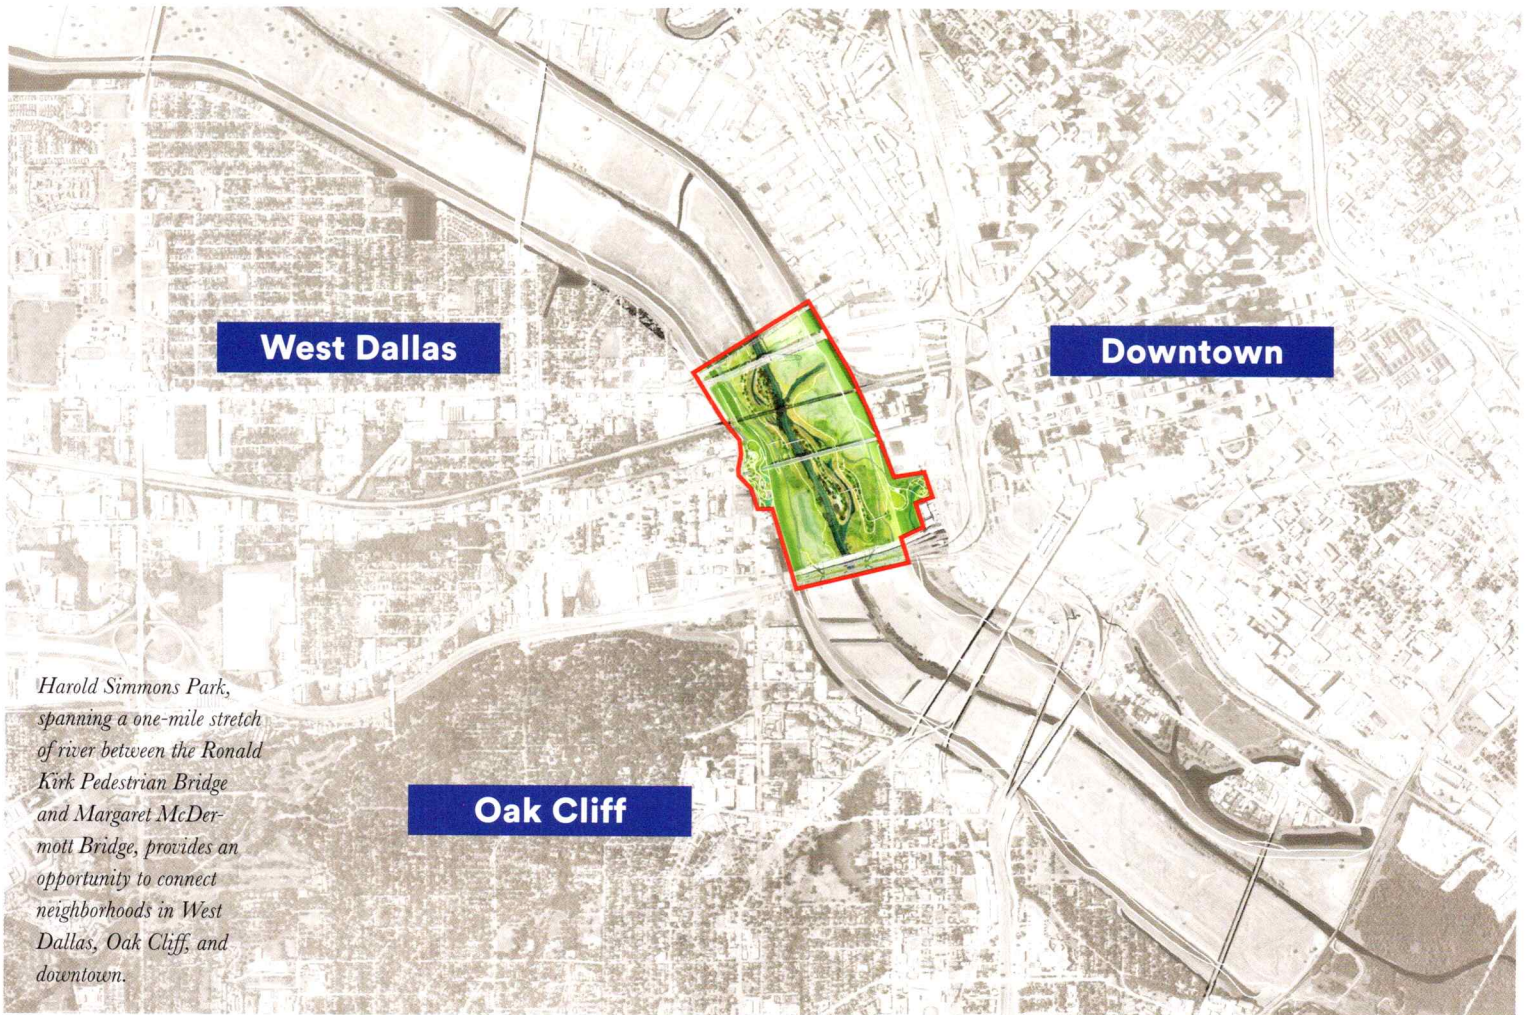 West Dallas
Downtown
Oak Cliff
Harold Simmons Park,
spanning a one-mile stretch
of river between the Ronald
Kirk Pedestrian Bridge
and Margaret McDer-
mott Bridge, provides an
opportunity to connect
neighborhoods in West
Dallas, Oak Cliff, and
downtown.